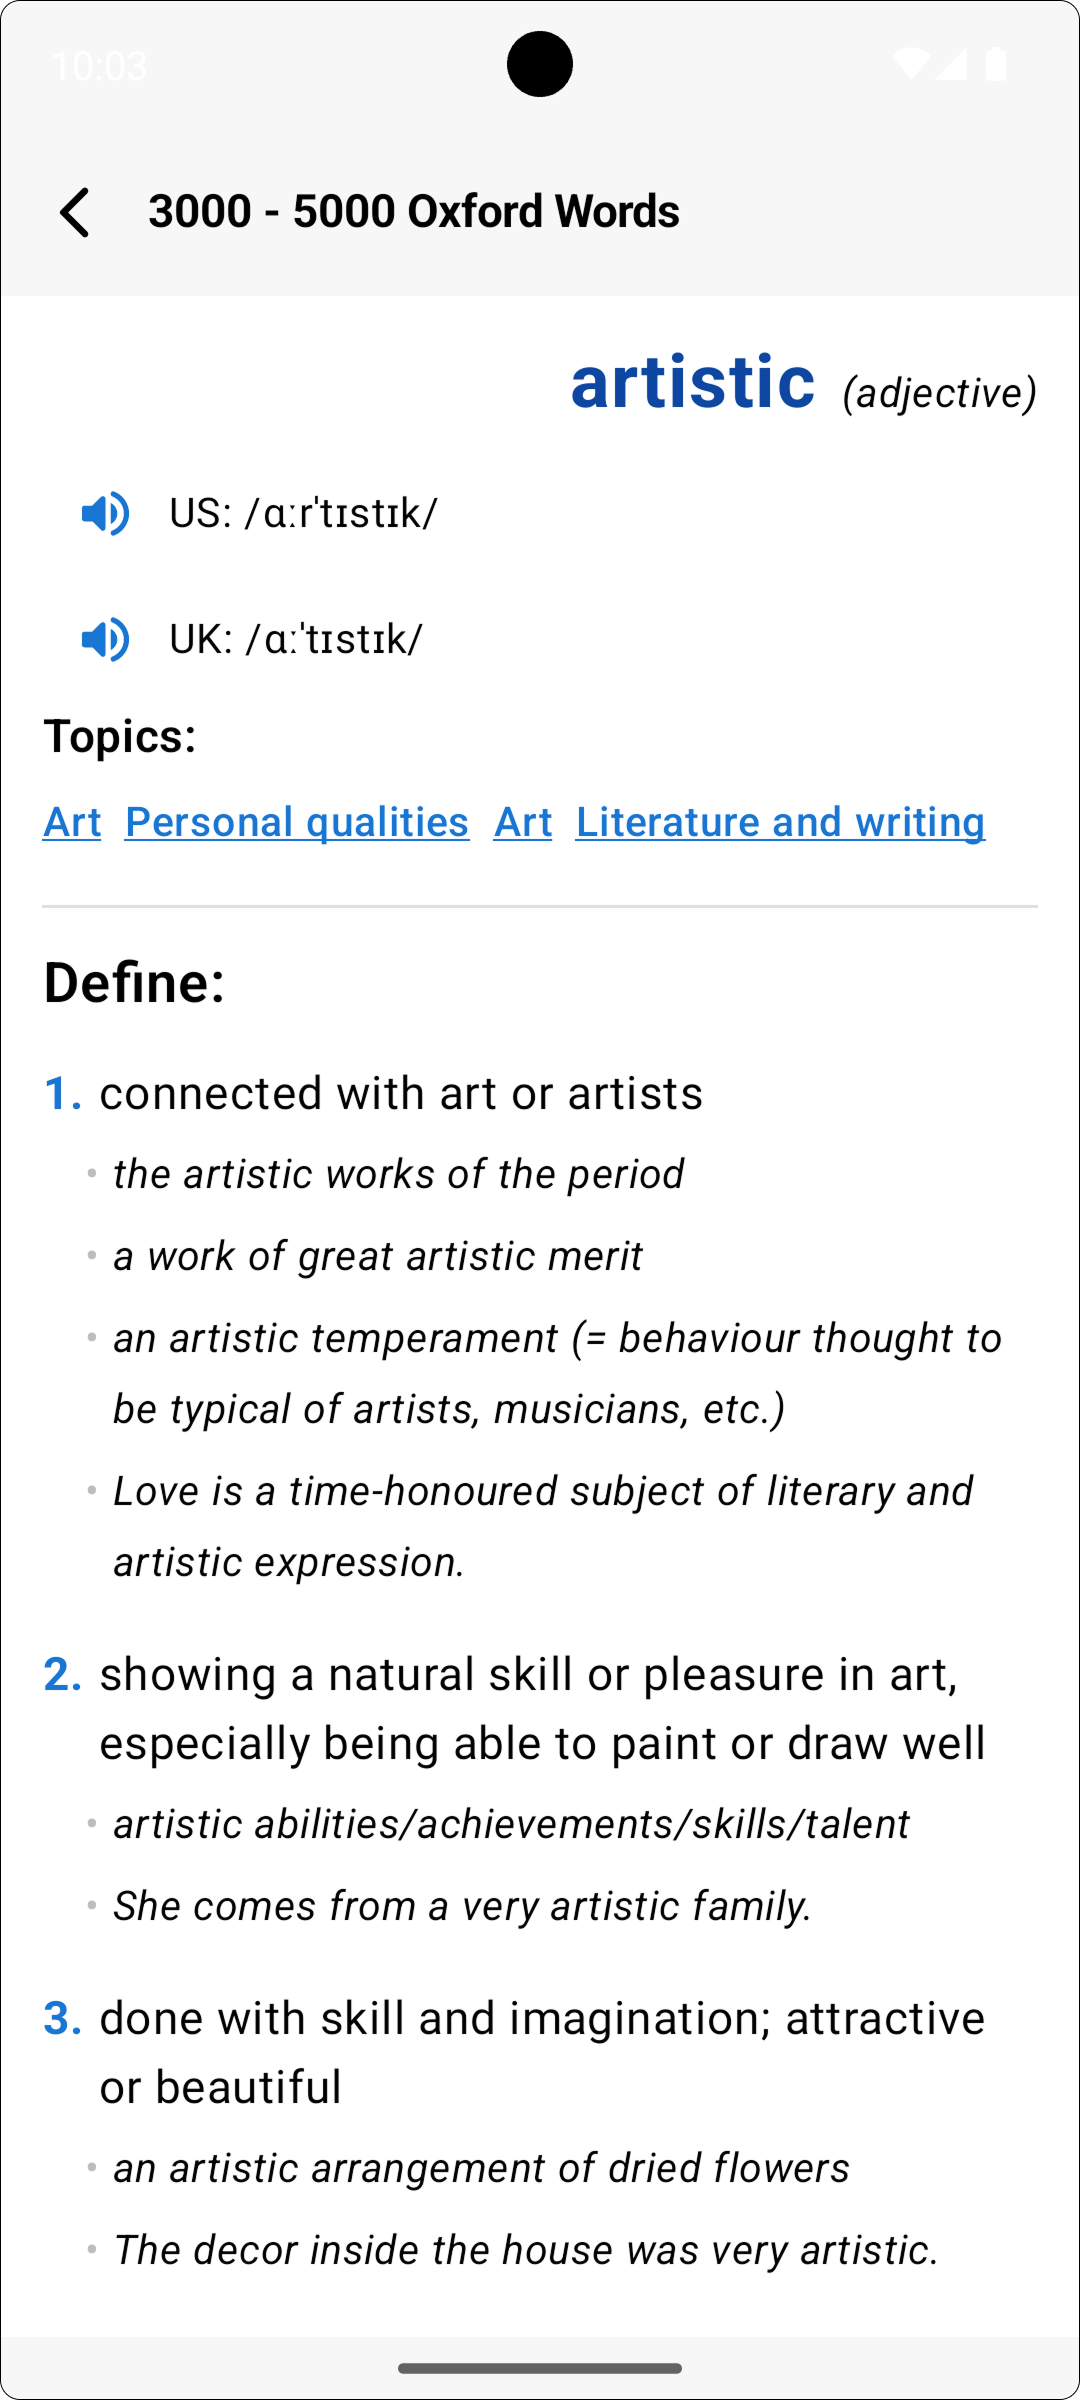 10:03
3000 - 5000 Oxford Words
artistic (adjective)
US: /ɑːrˈtɪstɪk/
UK: /ɑːˈtɪstɪk/
Topics:
Art Personal qualities Art Literature and writing
Define:
1. connected with art or artists
• the artistic works of the period
• a work of great artistic merit
• an artistic temperament (= behaviour thought to
be typical of artists, musicians, etc.)
• Love is a time-honoured subject of literary and
artistic expression.
2. showing a natural skill or pleasure in art,
especially being able to paint or draw well
• artistic abilities/achievements/skills/talent
• She comes from a very artistic family.
3. done with skill and imagination; attractive
or beautiful
• an artistic arrangement of dried flowers
• The decor inside the house was very artistic.